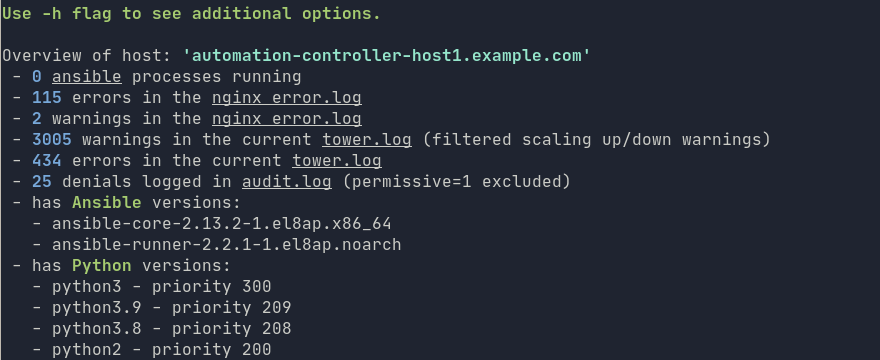 Use -h flag to see additional options.
Overview of host: 'automation-controller-host1.example.com'
- 0 ansible processes running
- 115 errors in the nginx error.log
- 2 warnings in the nginx error.log
- 3005 warnings in the current tower.log (filtered scaling up/down warnings)
- 434 errors in the current tower.log
- 25 denials logged in audit.log (permissive=1 excluded)
- has Ansible versions:
- ansible-core-2.13.2-1.el8ap.x86_64
- ansible-runner-2.2.1-1.el8ap.noarch
- has Python versions:
- python3 - priority 300
- python3.9 - priority 209
- python3.8 - priority 208
- python2 - priority 200